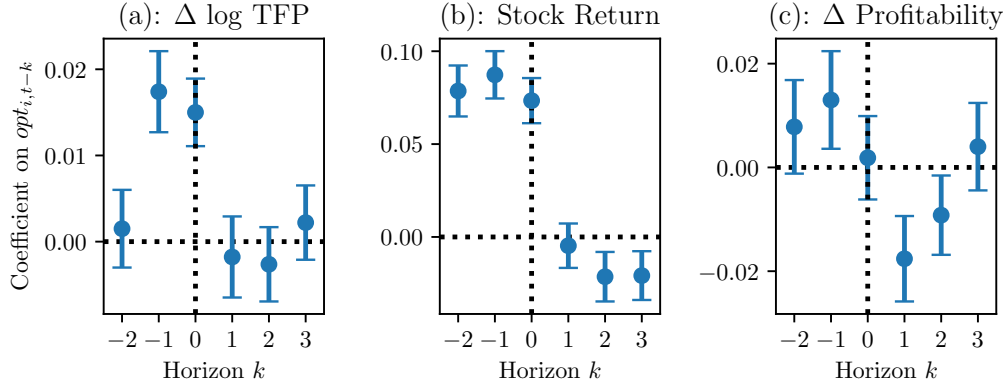 (a): Δ log TFP
(b): Stock Return
(c): Δ Profitability
Coefficient on opt_{i,t−k}
0.02
0.01
0.00
−2 −1 0 1 2 3
Horizon k
0.10
0.05
0.00
−2 −1 0 1 2 3
Horizon k
0.02
0.00
−0.02
−2 −1 0 1 2 3
Horizon k